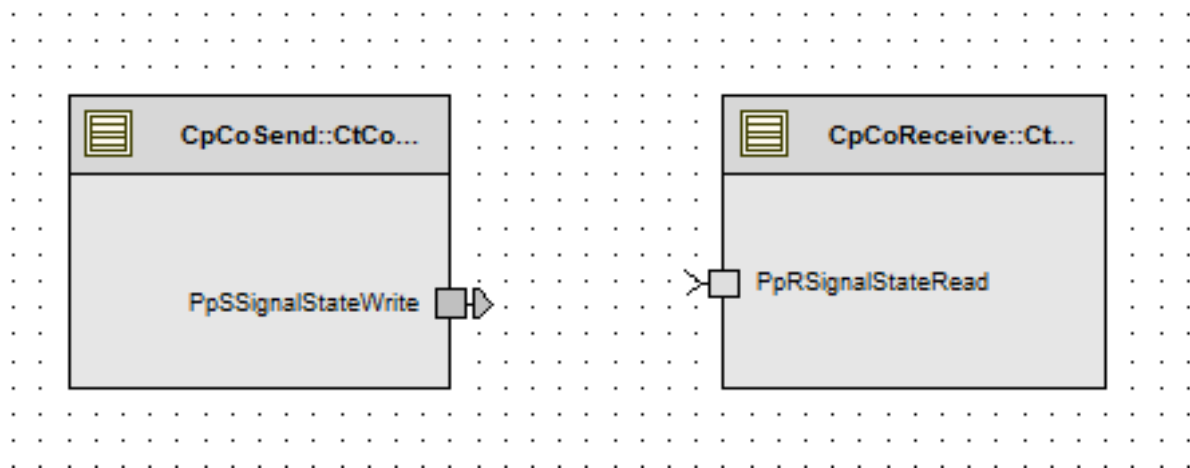 CpCoSend::CtCo...
CpCoReceive::Ct...
PpSSignalStateWrite
PpRSignalStateRead